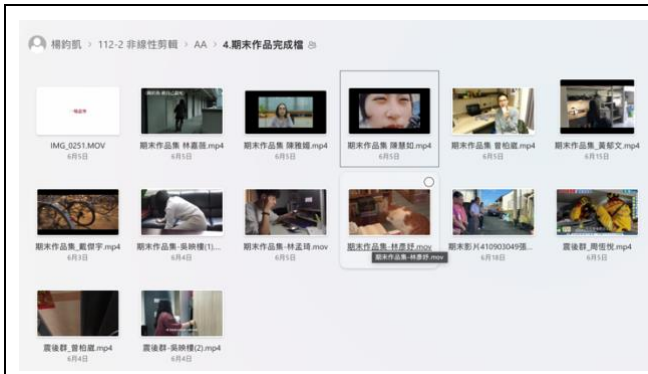 楊鈞凱 > 112-2 非線性剪輯 > AA > 4.期末作品完成檔
IMG_0251.MOV
6月5日
期末作品集 林嘉薇.mp4
6月5日
期末作品集 陳雅嫺.mp4
6月5日
期末作品集 陳慧如.mp4
6月5日
期末作品集 曾柏崴.mp4
6月5日
期末作品集_黃郁文.mp4
6月15日
期末作品集_戴傑宇.mp4
6月3日
期末作品集-吳映樓(1)....
6月4日
期末作品集-林孟琦.mov
6月5日
期末作品集-林彥妤.mov
期末作品集-林彥妤.mov
期末影片410903049張...
6月18日
震後群_周恆悅.mp4
6月5日
震後群_曾柏崴.mp4
6月4日
震後群-吳映樓(2).mp4
6月4日